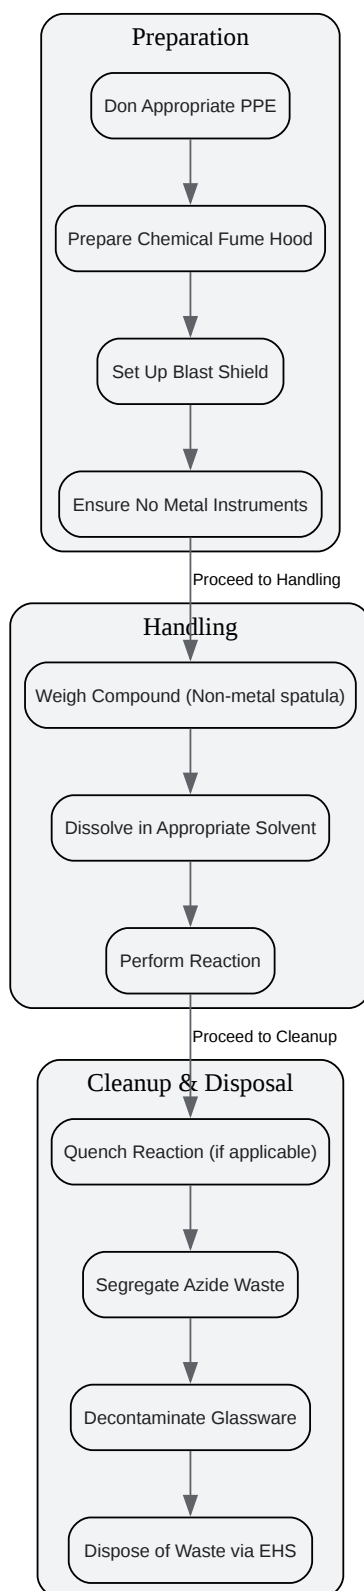 Preparation
Don Appropriate PPE
Prepare Chemical Fume Hood
Set Up Blast Shield
Ensure No Metal Instruments
Proceed to Handling
Handling
Weigh Compound (Non-metal spatula)
Dissolve in Appropriate Solvent
Perform Reaction
Proceed to Cleanup
Cleanup & Disposal
Quench Reaction (if applicable)
Segregate Azide Waste
Decontaminate Glassware
Dispose of Waste via EHS